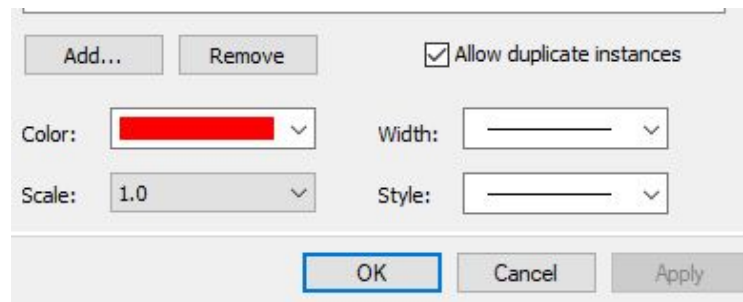 Add... Remove Allow duplicate instances
Color: Width:
Scale: 1.0 Style:
OK Cancel Apply